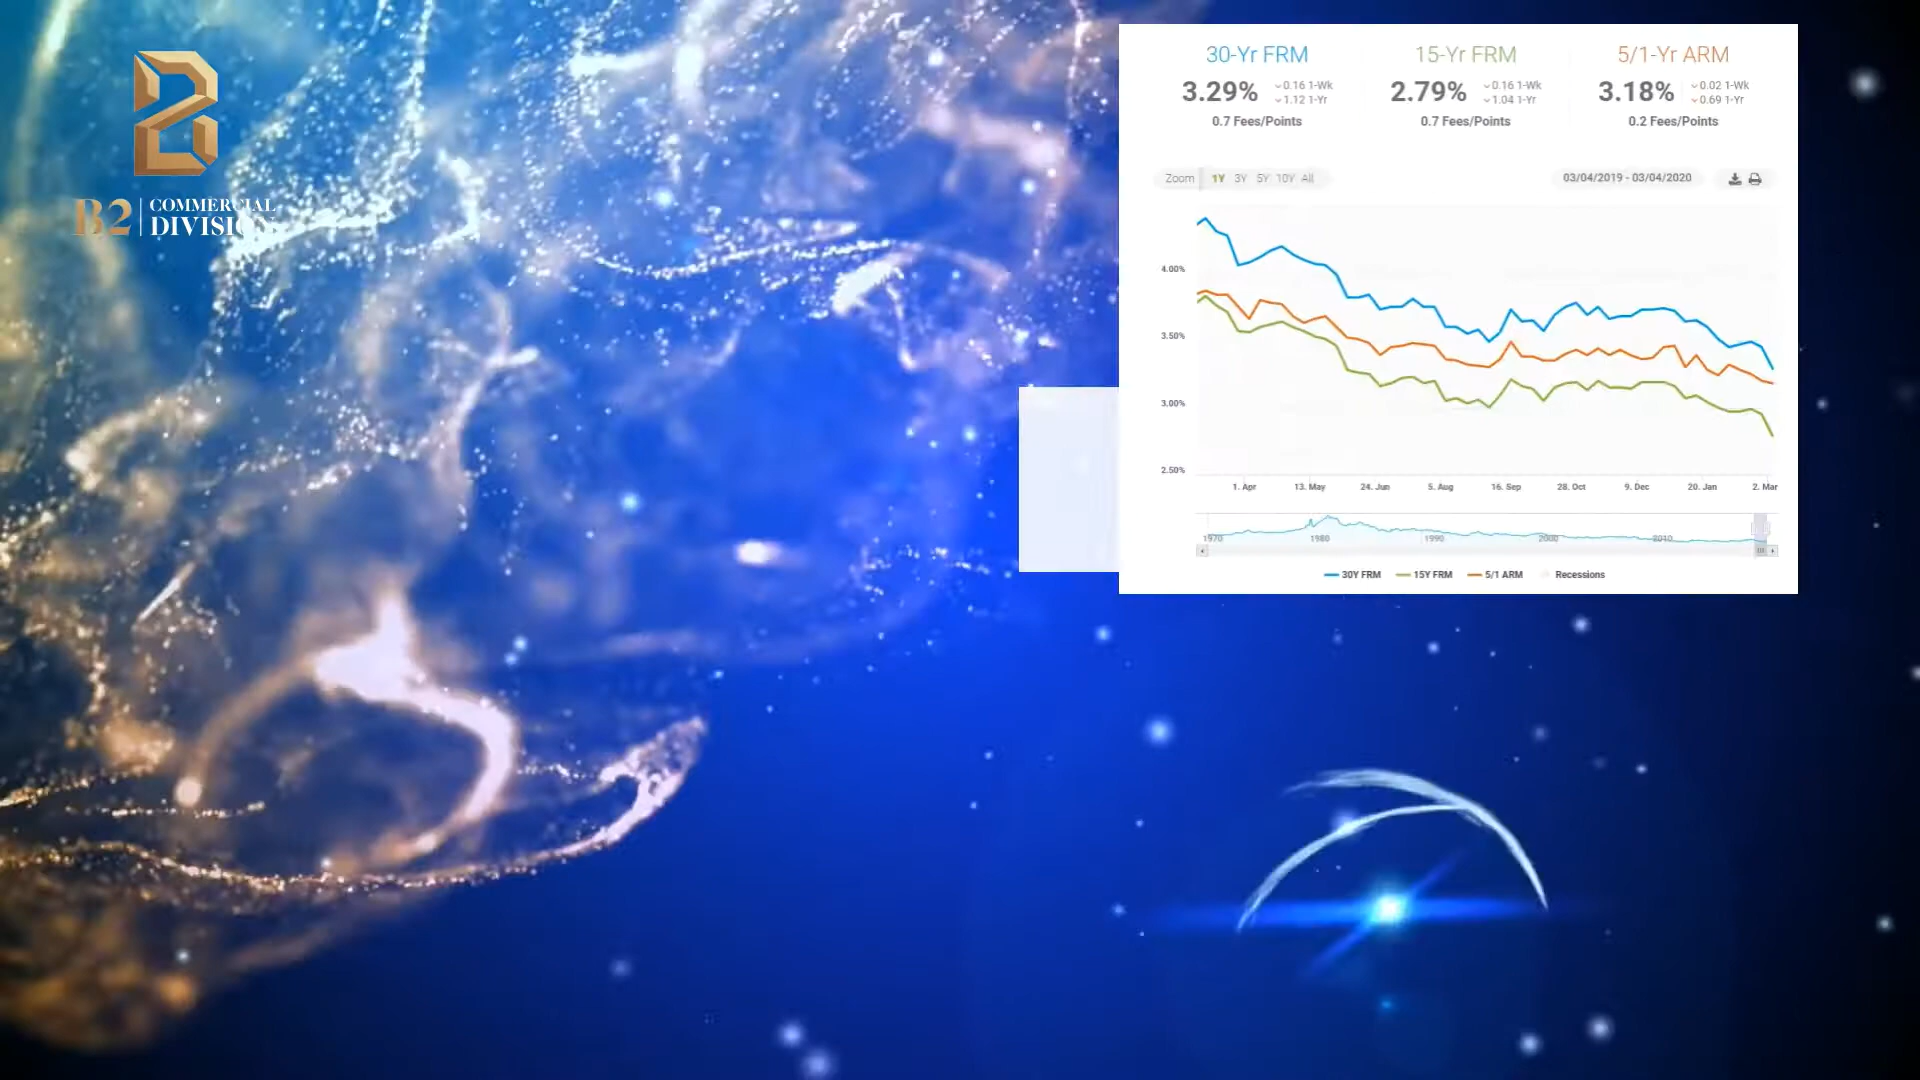 B2 COMMERCIAL
DIVISION
30-Yr FRM
3.29%
0.16 1-Wk
1.12 1-Yr
0.7 Fees/Points
15-Yr FRM
2.79%
0.16 1-Wk
1.04 1-Yr
0.7 Fees/Points
5/1-Yr ARM
3.18%
0.02 1-Wk
0.69 1-Yr
0.2 Fees/Points
Zoom 1Y 3Y 5Y 10Y All
03/04/2019 - 03/04/2020
4.00%
3.50%
3.00%
2.50%
1. Apr 13. May 24. Jun 5. Aug 16. Sep 28. Oct 9. Dec 20. Jan 2. Mar
1970 1980 1990 2000 2010
30Y FRM 15Y FRM 5/1 ARM Recessions